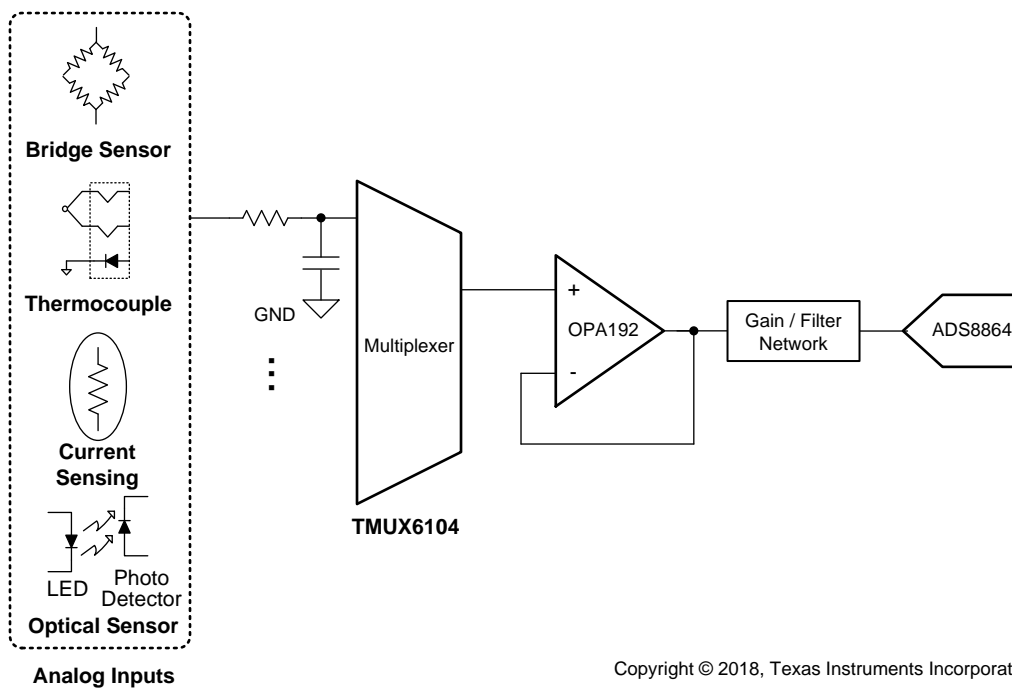 Bridge Sensor
Thermocouple
Current
Sensing
LED
Photo
Detector
Optical Sensor
Analog Inputs
GND
Multiplexer
TMUX6104
+
OPA192
-
Gain / Filter
Network
ADS8864
Copyright © 2018, Texas Instruments Incorporat